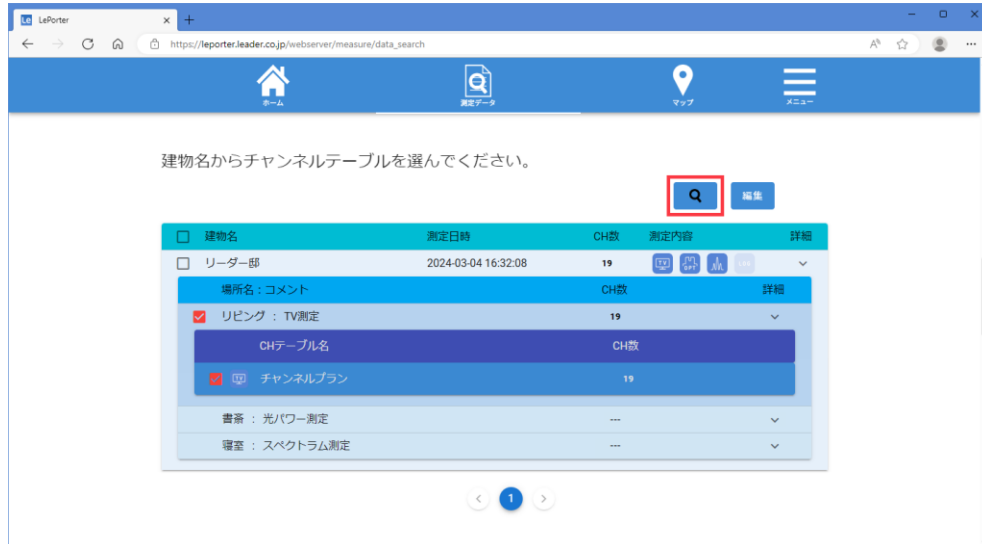 Le LePorter
https://leporter.leader.co.jp/webserver/measure/data_search
ホーム 測定データ マップ メニュー
建物名からチャンネルテーブルを選んでください。
編集
建物名 測定日時 CH数 測定内容 詳細
リーダー邸 2024-03-04 16:32:08 19 TV OPT LOG
場所名：コメント CH数 詳細
リビング ： TV測定 19
CHテーブル名 CH数
TV チャンネルプラン 19
書斎 ： 光パワー測定 ---
寝室 ： スペクトラム測定 ---
1